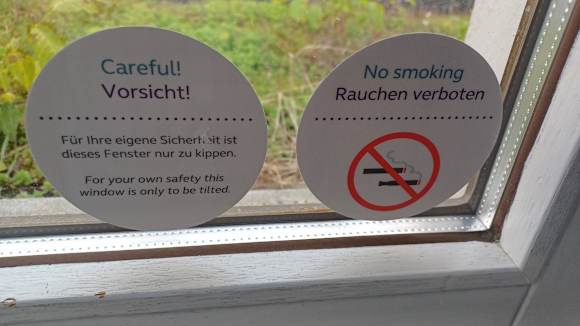 Careful!
Vorsicht!
Für Ihre eigene Sicherheit ist
dieses Fenster nur zu kippen.
For your own safety this
window is only to be tilted.
No smoking
Rauchen verboten